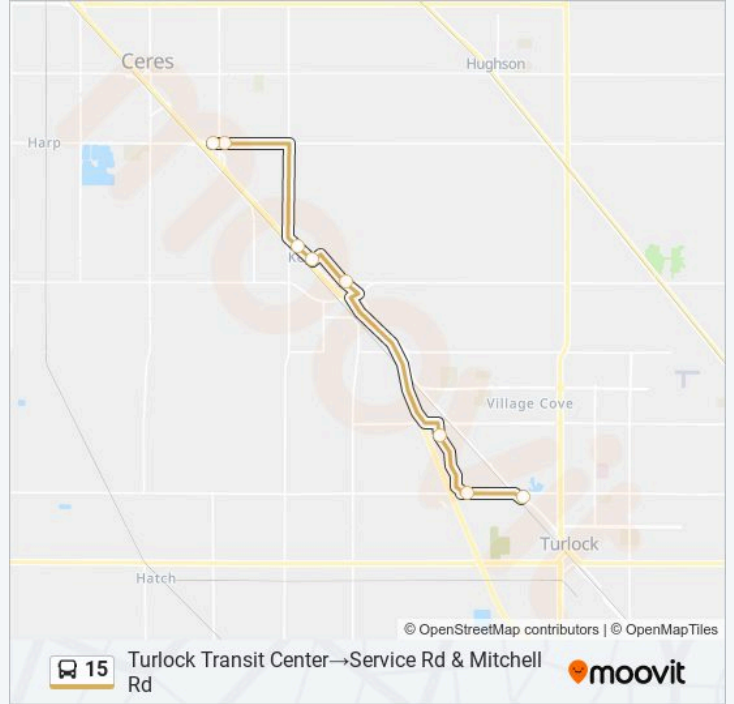 Ceres
Hughson
Harp
Village Cove
Turlock
Hatch
© OpenStreetMap contributors | © OpenMapTiles
15
Turlock Transit Center→Service Rd & Mitchell
Rd
moovit